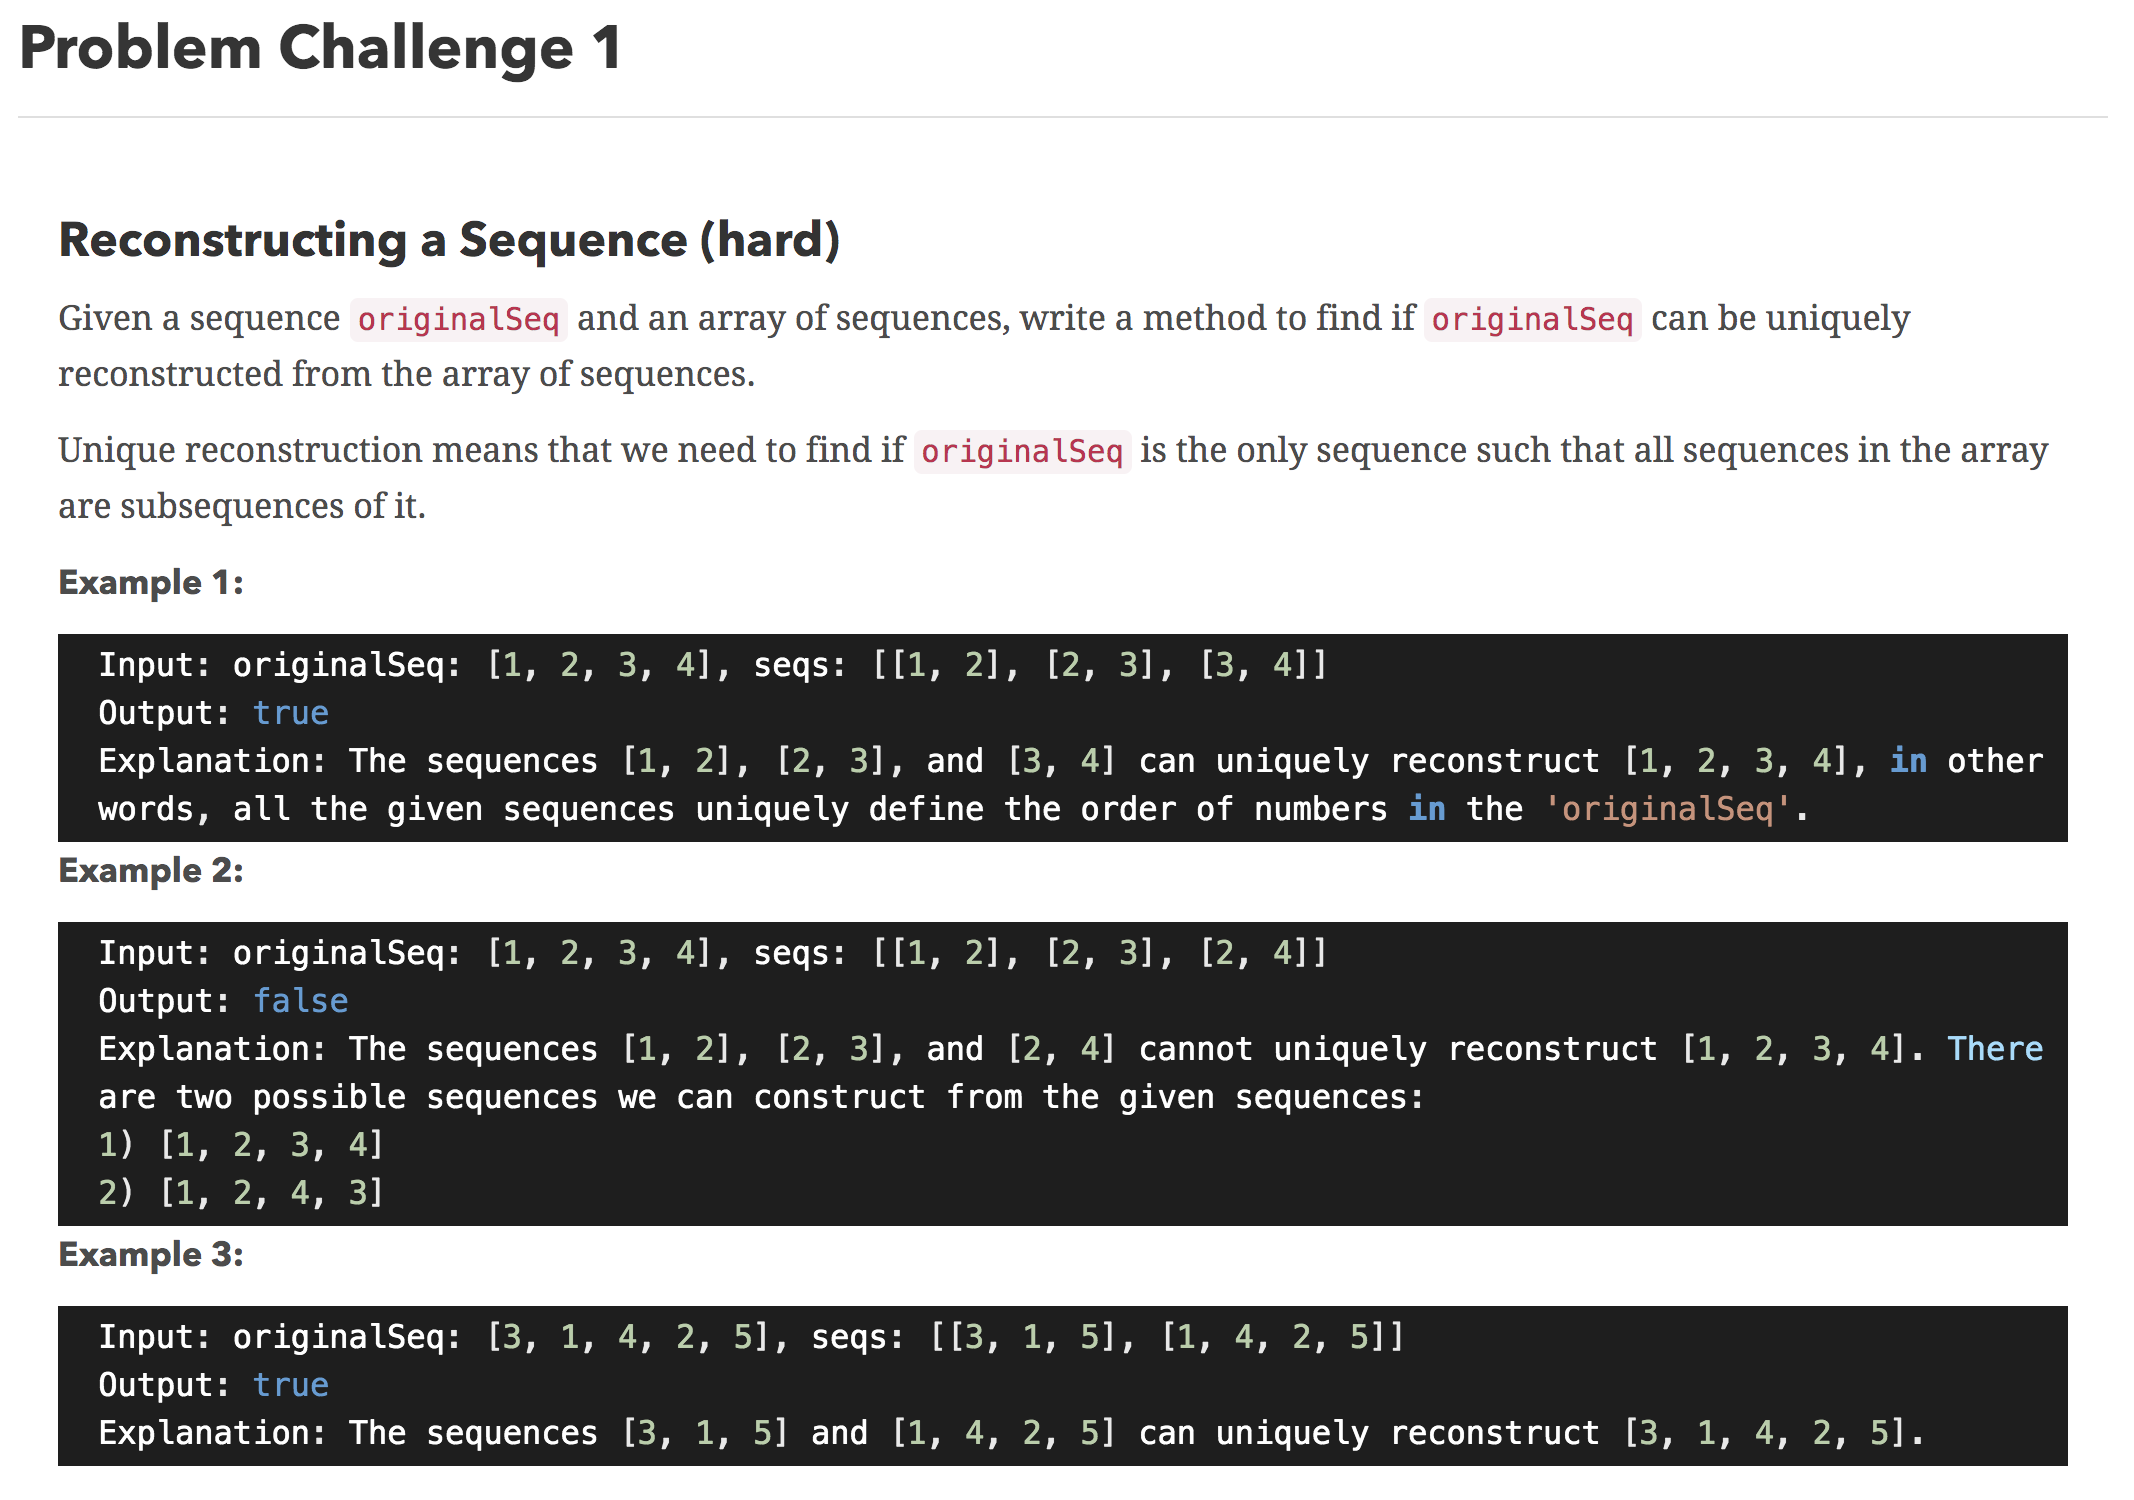 Problem Challenge 1
Reconstructing a Sequence (hard)
Given a sequence originalSeq and an array of sequences, write a method to find if originalSeq can be uniquely
reconstructed from the array of sequences.
Unique reconstruction means that we need to find if originalSeq is the only sequence such that all sequences in the array
are subsequences of it.
Example 1:
Input: originalSeq: [1, 2, 3, 4], seqs: [[1, 2], [2, 3], [3, 4]]
Output: true
Explanation: The sequences [1, 2], [2, 3], and [3, 4] can uniquely reconstruct [1, 2, 3, 4], in other
words, all the given sequences uniquely define the order of numbers in the 'originalSeq'.
Example 2:
Input: originalSeq: [1, 2, 3, 4], seqs: [[1, 2], [2, 3], [2, 4]]
Output: false
Explanation: The sequences [1, 2], [2, 3], and [2, 4] cannot uniquely reconstruct [1, 2, 3, 4]. There
are two possible sequences we can construct from the given sequences:
1) [1, 2, 3, 4]
2) [1, 2, 4, 3]
Example 3:
Input: originalSeq: [3, 1, 4, 2, 5], seqs: [[3, 1, 5], [1, 4, 2, 5]]
Output: true
Explanation: The sequences [3, 1, 5] and [1, 4, 2, 5] can uniquely reconstruct [3, 1, 4, 2, 5].